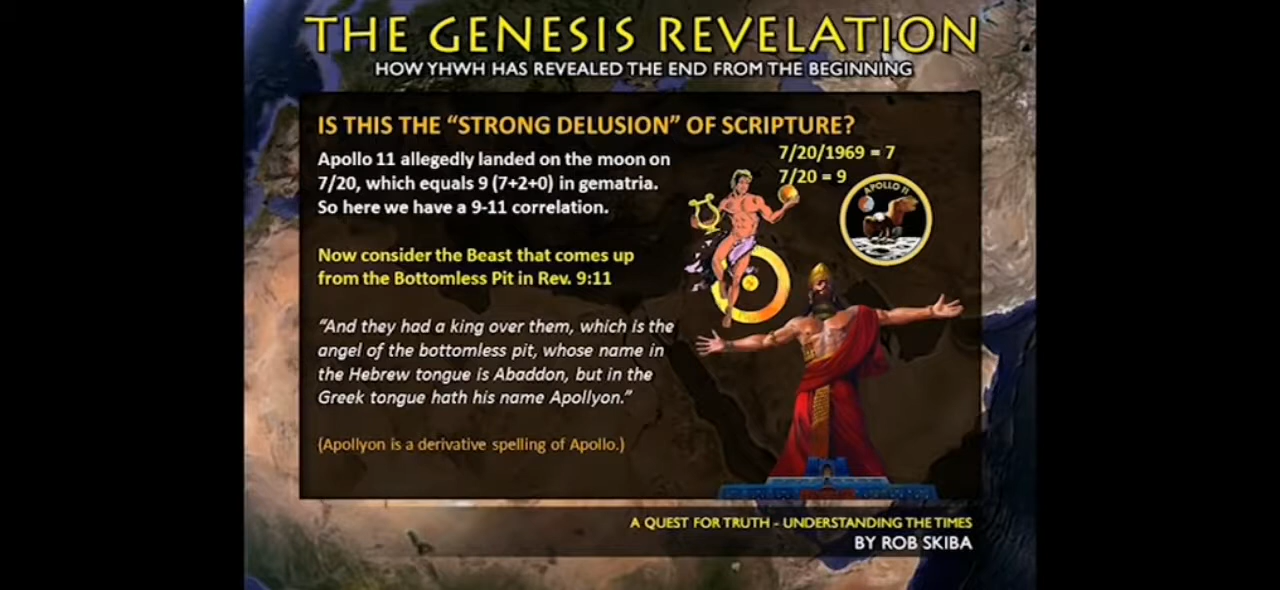 THE GENESIS REVELATION
HOW YHWH HAS REVEALED THE END FROM THE BEGINNING
IS THIS THE “STRONG DELUSION” OF SCRIPTURE?
Apollo 11 allegedly landed on the moon on
7/20, which equals 9 (7+2+0) in gematria.
So here we have a 9-11 correlation.
7/20/1969 = 7
7/20 = 9
APOLLO 11
Now consider the Beast that comes up
from the Bottomless Pit in Rev. 9:11
“And they had a king over them, which is the
angel of the bottomless pit, whose name in
the Hebrew tongue is Abaddon, but in the
Greek tongue hath his name Apollyon.”
(Apollyon is a derivative spelling of Apollo.)
A QUEST FOR TRUTH - UNDERSTANDING THE TIMES
BY ROB SKIBA